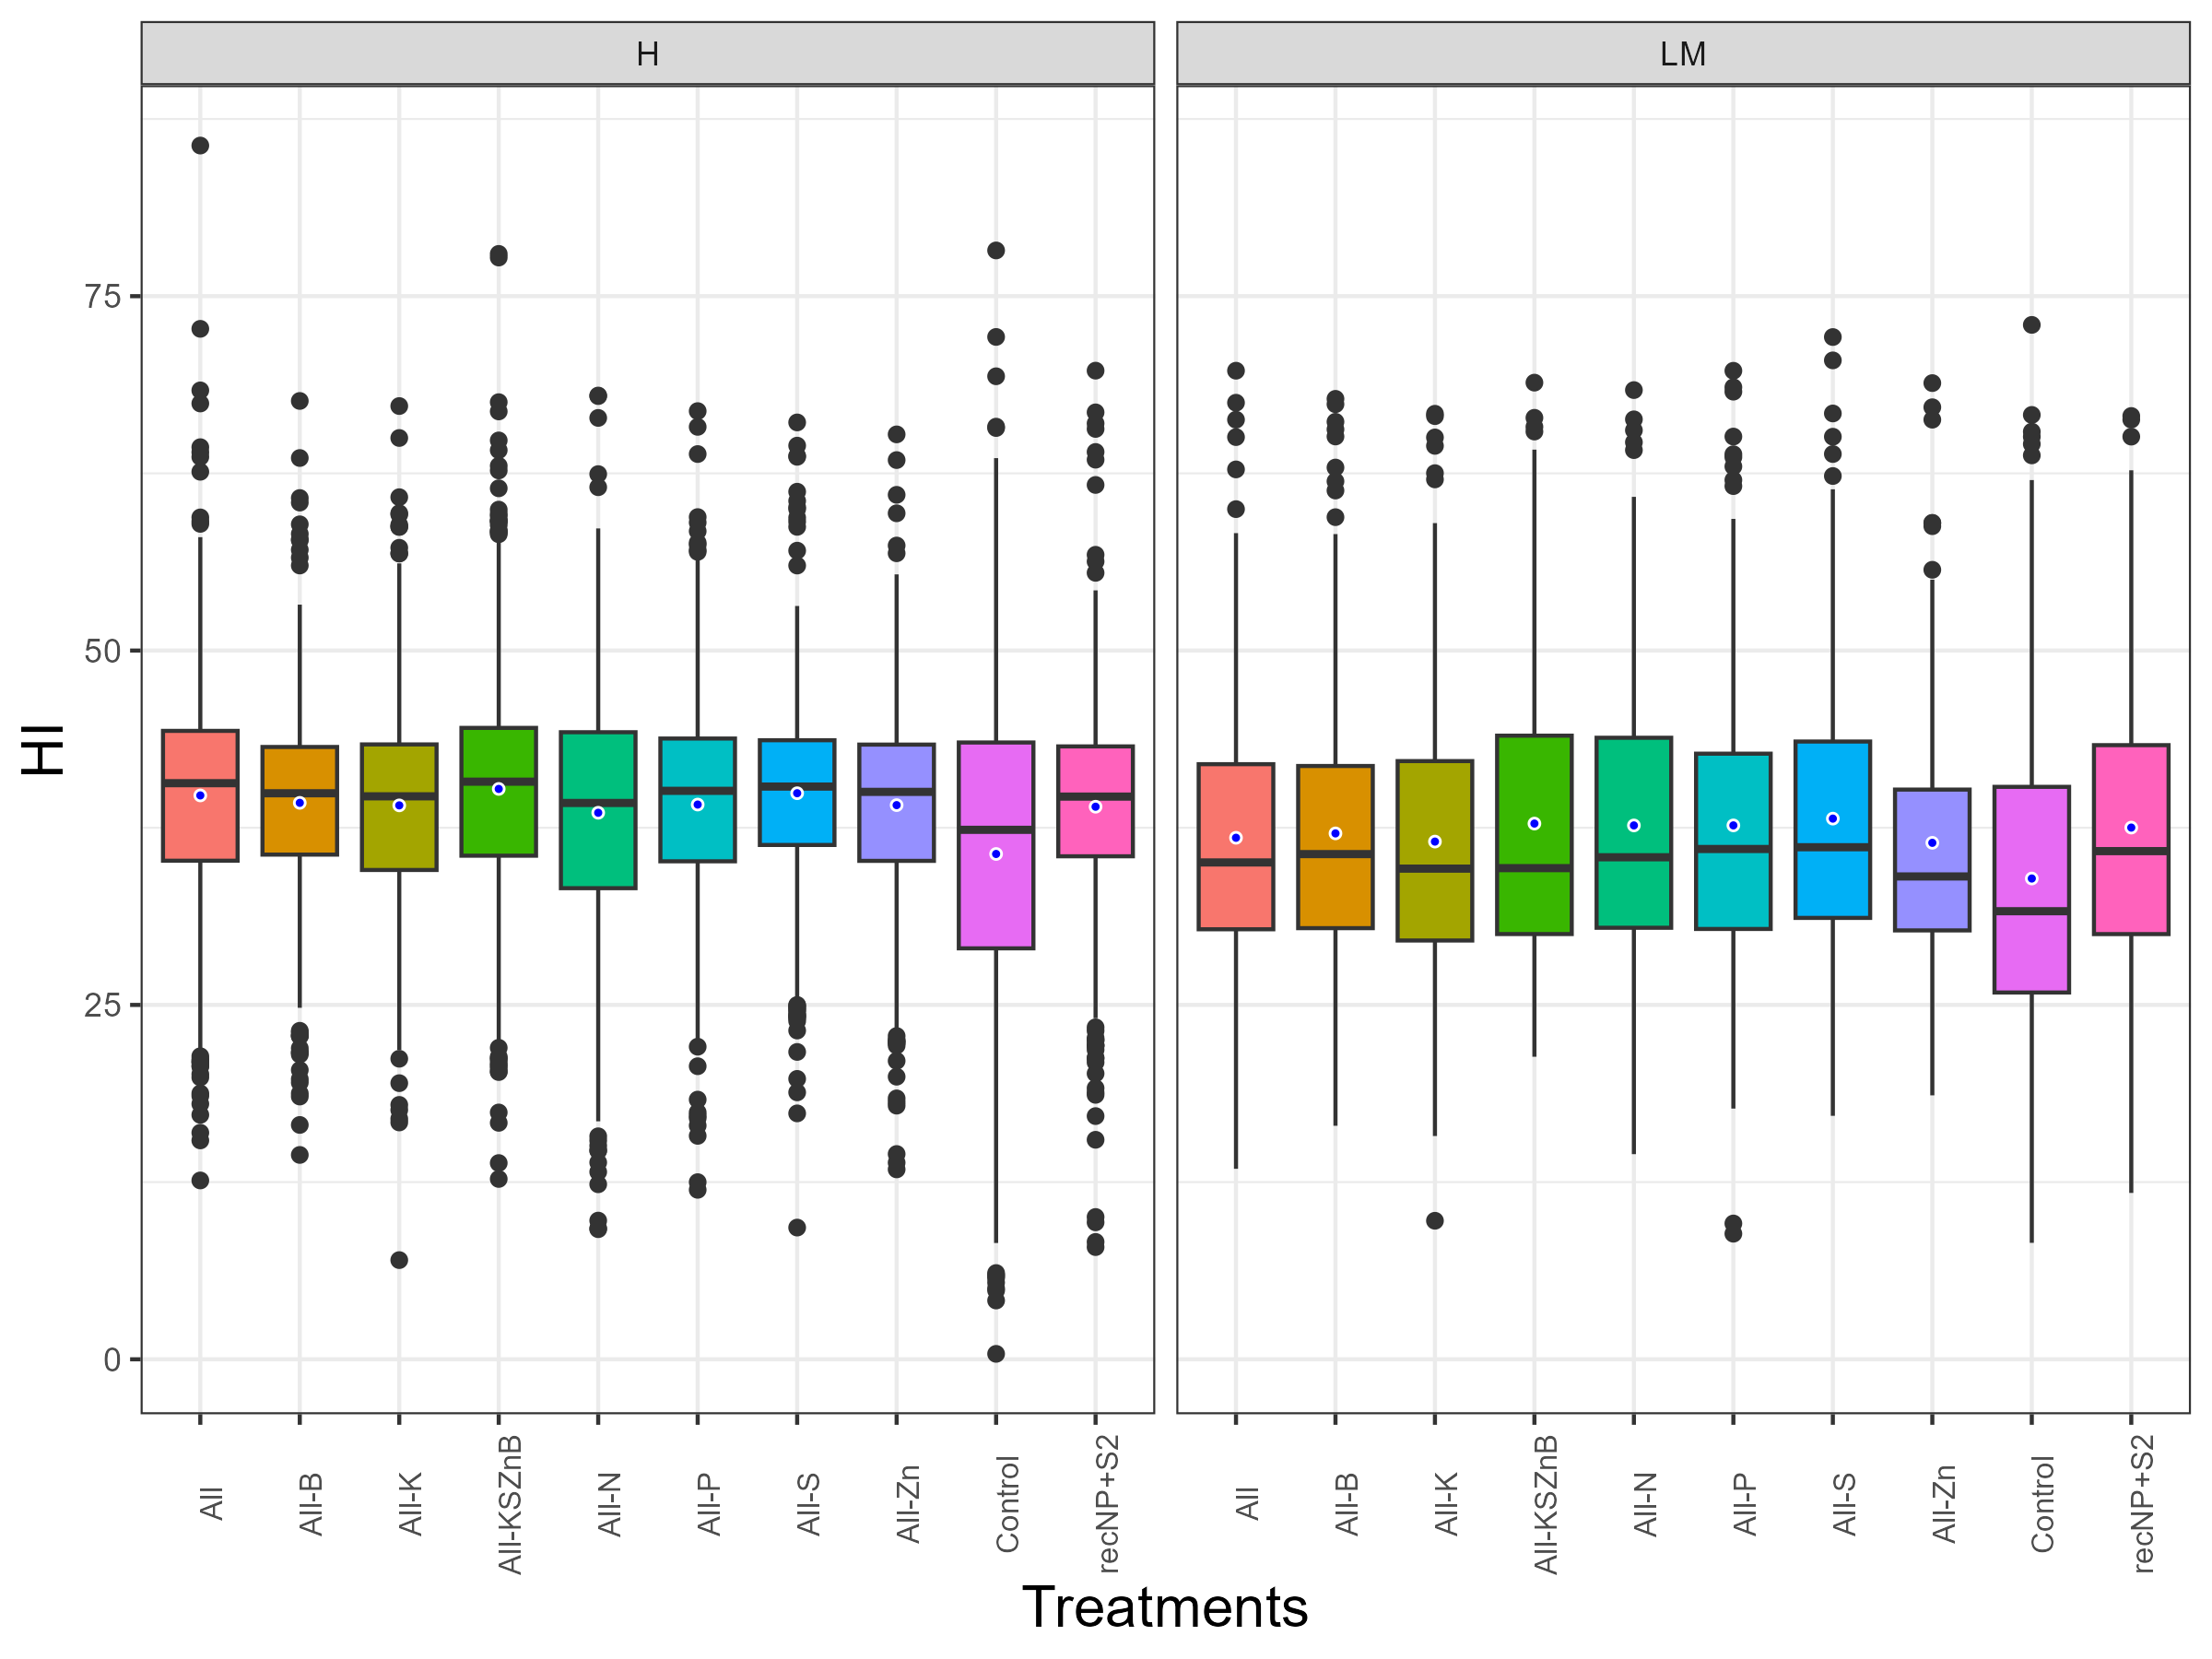 H
LM
HI
75
50
25
0
All
All-B
All-K
All-KSZnB
All-N
All-P
All-S
All-Zn
Control
recNP+S2
All
All-B
All-K
All-KSZnB
All-N
All-P
All-S
All-Zn
Control
recNP+S2
Treatments